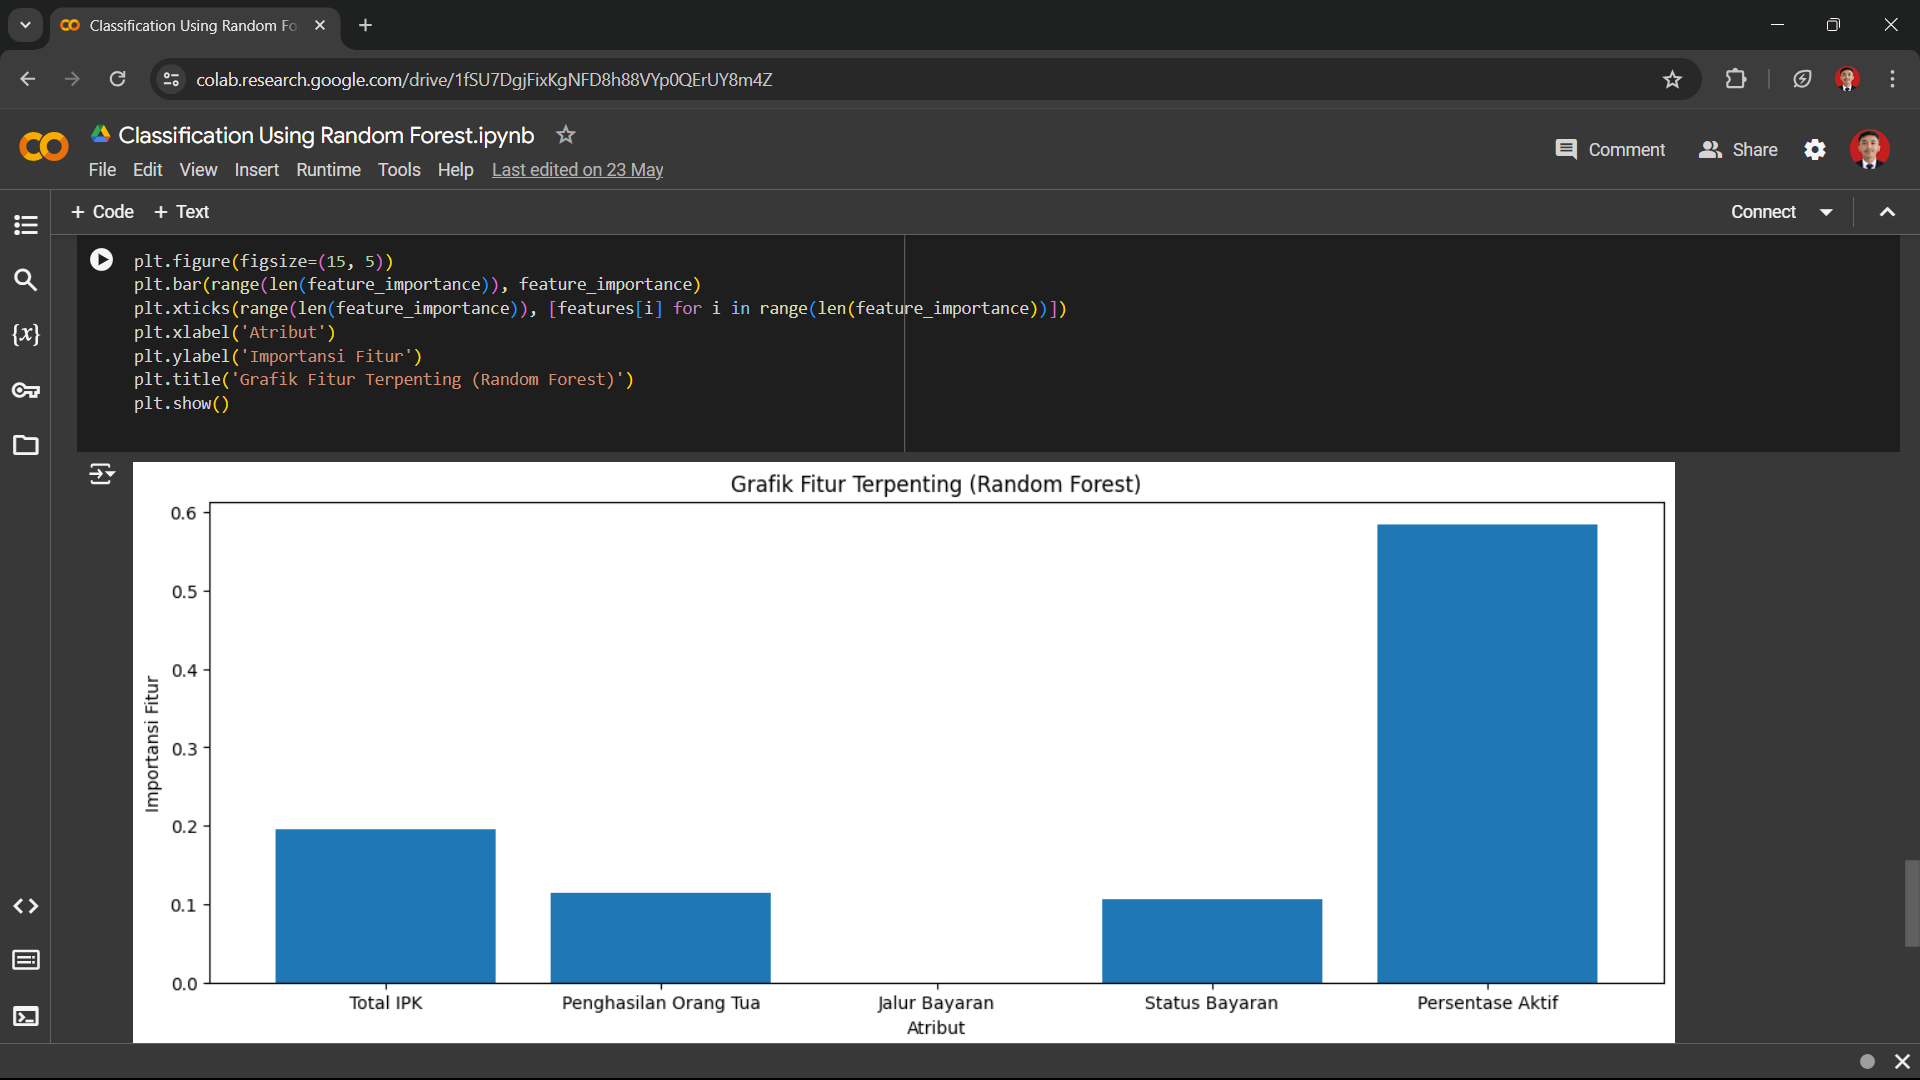 Classification Using Random Fo
colab.research.google.com/drive/1fSU7DgjFixKgNFD8h88VYp0QErUY8m4Z
Classification Using Random Forest.ipynb
File Edit View Insert Runtime Tools Help Last edited on 23 May
Comment Share
+ Code + Text
Connect
plt.figure(figsize=(15, 5))
plt.bar(range(len(feature_importance)), feature_importance)
plt.xticks(range(len(feature_importance)), [features[i] for i in range(len(feature_importance))])
plt.xlabel('Atribut')
plt.ylabel('Importansi Fitur')
plt.title('Grafik Fitur Terpenting (Random Forest)')
plt.show()
{x}
Grafik Fitur Terpenting (Random Forest)
Importansi Fitur
0.6
0.5
0.4
0.3
0.2
0.1
0.0
Total IPK Penghasilan Orang Tua Jalur Bayaran Status Bayaran Persentase Aktif
Atribut